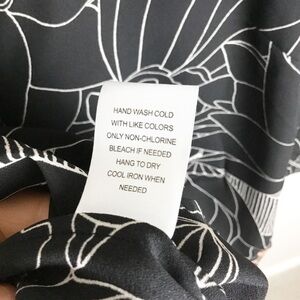 HAND WASH COLD
WITH LIKE COLORS
ONLY NON-CHLORINE
BLEACH IF NEEDED
HANG TO DRY
COOL IRON WHEN
NEEDED